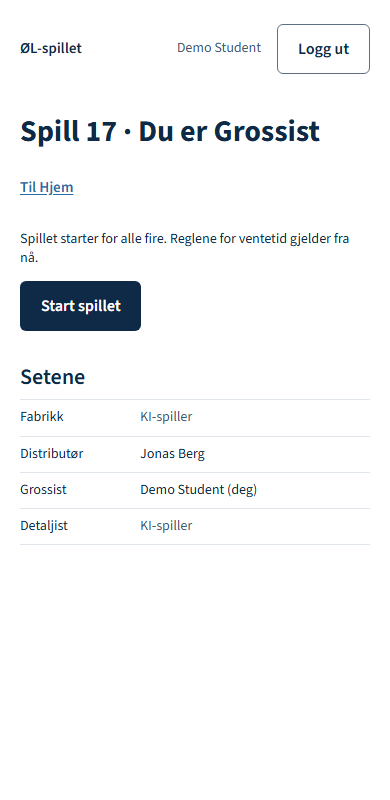 ØL-spillet
Demo Student
Logg ut
Spill 17 · Du er Grossist
Til Hjem
Spillet starter for alle fire. Reglene for ventetid gjelder fra
nå.
Start spillet
Setene
Fabrikk KI-spiller
Distributør Jonas Berg
Grossist Demo Student (deg)
Detaljist KI-spiller